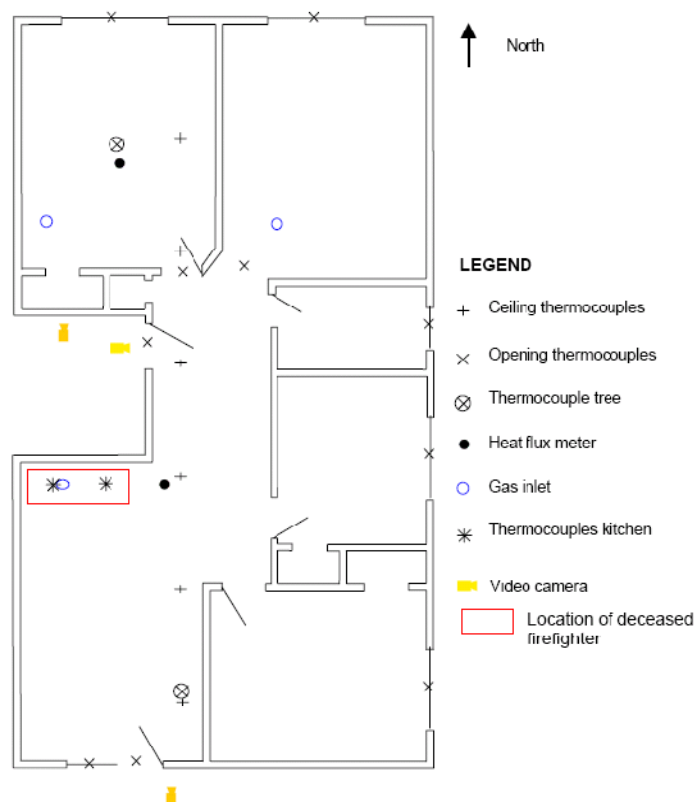 North
LEGEND
Ceiling thermocouples
Opening thermocouples
Thermocouple tree
Heat flux meter
Gas inlet
Thermocouples kitchen
Video camera
Location of deceased
firefighter